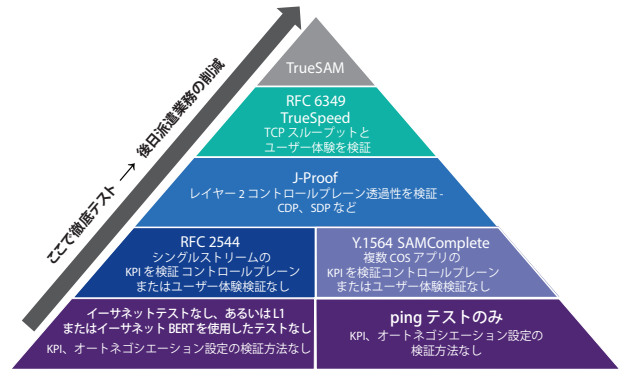 ここで徹底テスト → 後日派遣業務の削減
TrueSAM
RFC 6349
TrueSpeed
TCP スループットと
ユーザー体験を検証
J-Proof
レイヤー 2 コントロールプレーン透過性を検証 -
CDP、SDP など
RFC 2544
シングルストリームの
KPI を検証 コントロールプレーン
またはユーザー体験検証なし
Y.1564 SAMComplete
複数 COS アプリの
KPI を検証コントロールプレーン
またはユーザー体験検証なし
イーサネットテストなし、あるいは L1
またはイーサネット BERT を使用したテストなし
KPI、オートネゴシエーション設定の検証方法なし
ping テストのみ
KPI、オートネゴシエーション設定の
検証方法なし